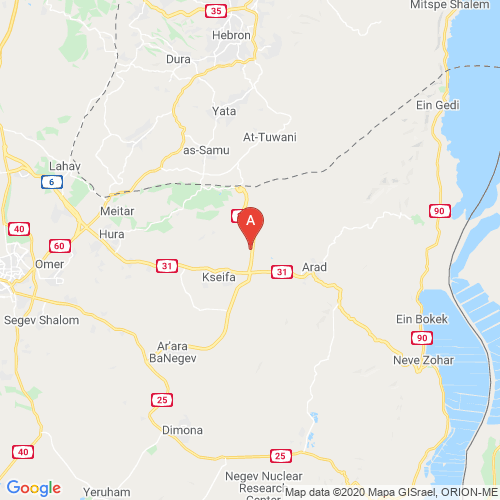 Mitspe Shalem
35
Hebron
Dura
Ein Gedi
Yata
At-Tuwani
as-Samu
Lahav
6
90
Meitar
A
40
Hura
60
Omer
31
Kseifa
31
Arad
Segev Shalom
Ein Bokek
90
Ar'ara
BaNegev
Neve Zohar
25
Dimona
40
25
Negev Nuclear
Research
Center
Yeruham
Google
Map data ©2020 Mapa GISrael, ORION-ME